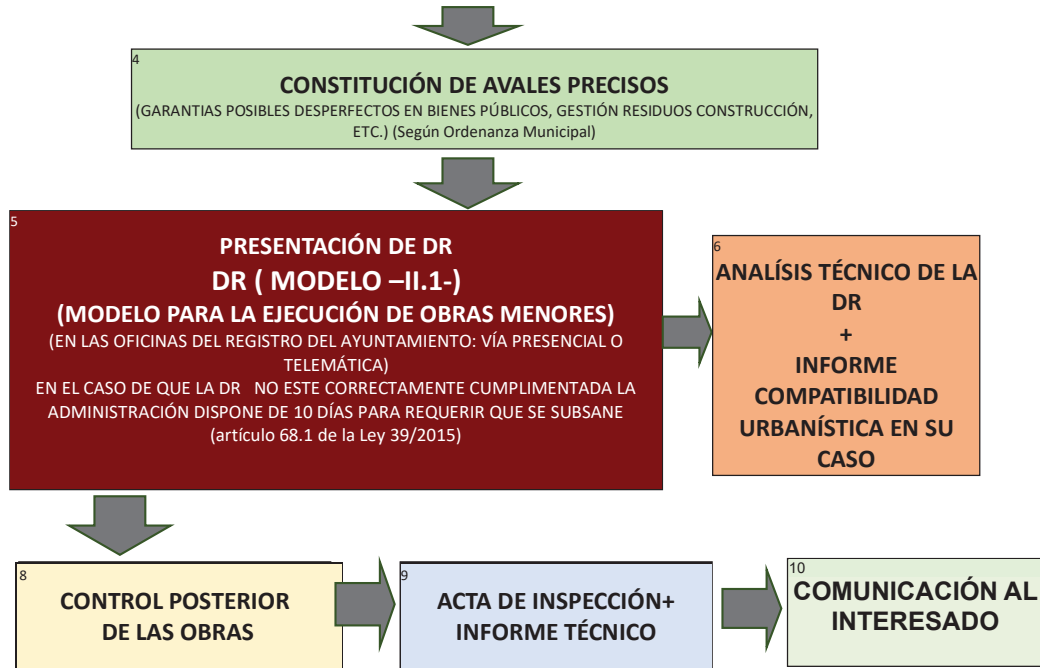 4
CONSTITUCIÓN DE AVALES PRECISOS
(GARANTIAS POSIBLES DESPERFECTOS EN BIENES PÚBLICOS, GESTIÓN RESIDUOS CONSTRUCCIÓN,
ETC.) (Según Ordenanza Municipal)
5
PRESENTACIÓN DE DR
DR ( MODELO –II.1-)
(MODELO PARA LA EJECUCIÓN DE OBRAS MENORES)
(EN LAS OFICINAS DEL REGISTRO DEL AYUNTAMIENTO: VÍA PRESENCIAL O
TELEMÁTICA)
EN EL CASO DE QUE LA DR NO ESTE CORRECTAMENTE CUMPLIMENTADA LA
ADMINISTRACIÓN DISPONE DE 10 DÍAS PARA REQUERIR QUE SE SUBSANE
(artículo 68.1 de la Ley 39/2015)
6
ANALÍSIS TÉCNICO DE LA
DR
+
INFORME
COMPATIBILIDAD
URBANÍSTICA EN SU
CASO
8
CONTROL POSTERIOR
DE LAS OBRAS
9
ACTA DE INSPECCIÓN+
INFORME TÉCNICO
10
COMUNICACIÓN AL
INTERESADO